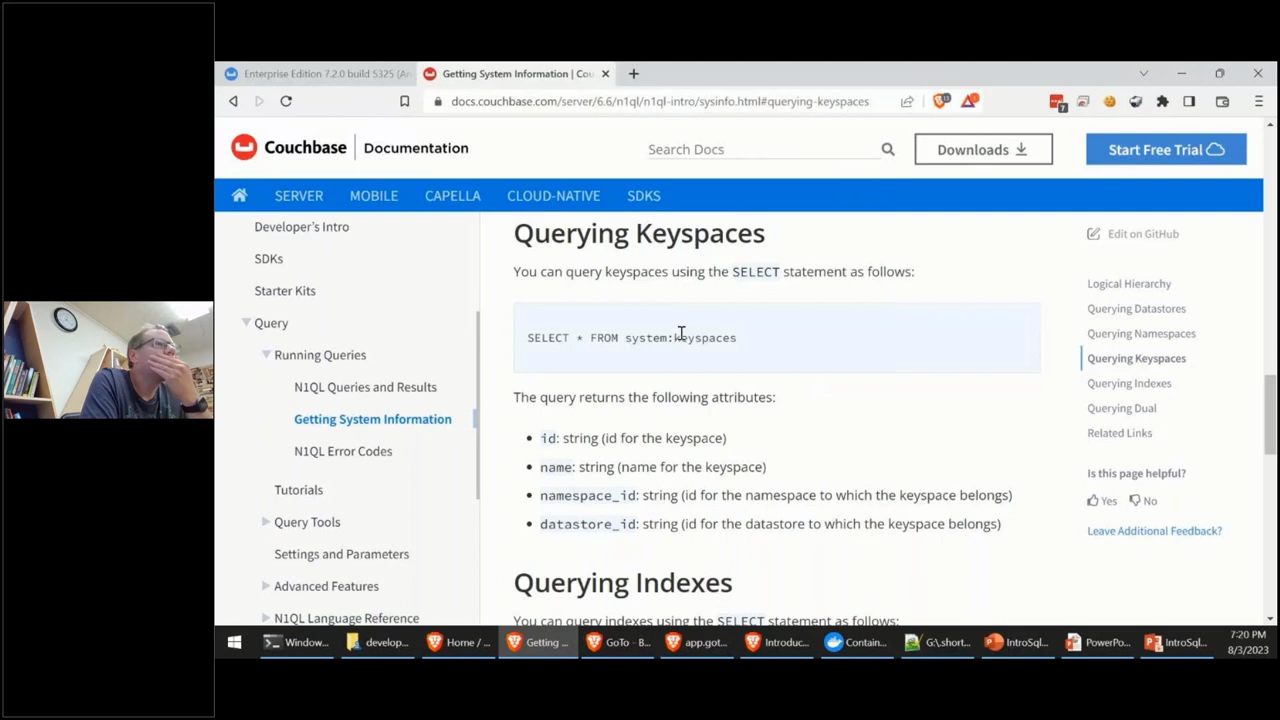 Enterprise Edition 7.2.0 build 5325 (
Getting System Information | Cou
docs.couchbase.com/server/6.6/n1ql/n1ql-intro/sysinfo.html#querying-keyspaces
7
Couchbase
Documentation
Search Docs
Downloads
Start Free Trial
SERVER
MOBILE
CAPELLA
CLOUD-NATIVE
SDKS
Developer's Intro
SDKs
Starter Kits
Query
Running Queries
N1QL Queries and Results
Getting System Information
N1QL Error Codes
Tutorials
Query Tools
Settings and Parameters
Advanced Features
N1QL Language Reference
Querying Keyspaces
You can query keyspaces using the SELECT statement as follows:
SELECT * FROM system:keyspaces
The query returns the following attributes:
id: string (id for the keyspace)
name: string (name for the keyspace)
namespace_id: string (id for the namespace to which the keyspace belongs)
datastore_id: string (id for the datastore to which the keyspace belongs)
Querying Indexes
You can query indexes using the SELECT statement as follows:
Edit on GitHub
Logical Hierarchy
Querying Datastores
Querying Namespaces
Querying Keyspaces
Querying Indexes
Querying Dual
Related Links
Is this page helpful?
Yes
No
Leave Additional Feedback?
Window...
develop...
Home / ...
Getting ...
GoTo - B...
app.got...
Introduc...
Contain...
G:\.short...
IntroSql...
PowerPo...
IntroSql...
7:20 PM
8/3/2023